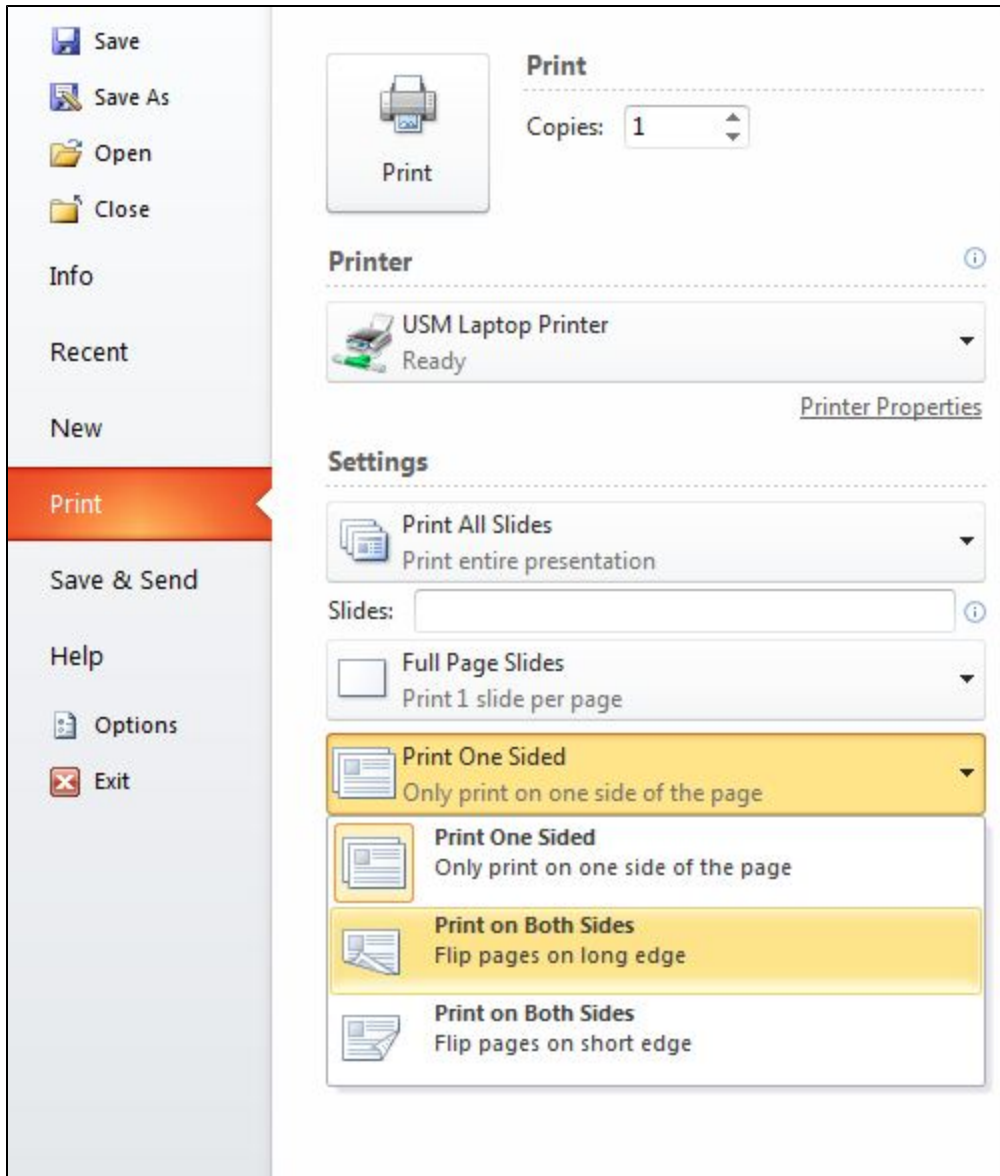 Save
Save As
Open
Close
Info
Recent
New
Print
Save & Send
Help
Options
Exit
Print
Print
Copies: 1
Printer
USM Laptop Printer
Ready
Printer Properties
Settings
Print All Slides
Print entire presentation
Slides:
Full Page Slides
Print 1 slide per page
Print One Sided
Only print on one side of the page
Print One Sided
Only print on one side of the page
Print on Both Sides
Flip pages on long edge
Print on Both Sides
Flip pages on short edge